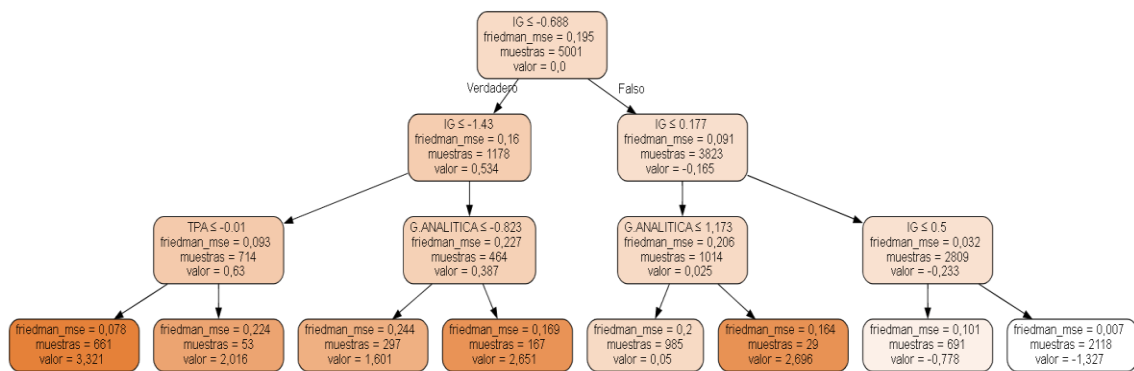 IG ≤ -0.688
friedman_mse = 0,195
muestras = 5001
valor = 0,0
Verdadero
Falso
IG ≤ -1.43
friedman_mse = 0,16
muestras = 1178
valor = 0,534
IG ≤ 0.177
friedman_mse = 0,091
muestras = 3823
valor = -0,165
TPA ≤ -0.01
friedman_mse = 0,093
muestras = 714
valor = 0,63
G.ANALITICA ≤ -0.823
friedman_mse = 0,227
muestras = 464
valor = 0,387
G.ANALITICA ≤ 1,173
friedman_mse = 0,206
muestras = 1014
valor = 0,025
IG ≤ 0.5
friedman_mse = 0,032
muestras = 2809
valor = -0,233
friedman_mse = 0,078
muestras = 661
valor = 3,321
friedman_mse = 0,224
muestras = 53
valor = 2,016
friedman_mse = 0,244
muestras = 297
valor = 1,601
friedman_mse = 0,169
muestras = 167
valor = 2,651
friedman_mse = 0,2
muestras = 985
valor = 0,05
friedman_mse = 0,164
muestras = 29
valor = 2,696
friedman_mse = 0,101
muestras = 691
valor = -0,778
friedman_mse = 0,007
muestras = 2118
valor = -1,327